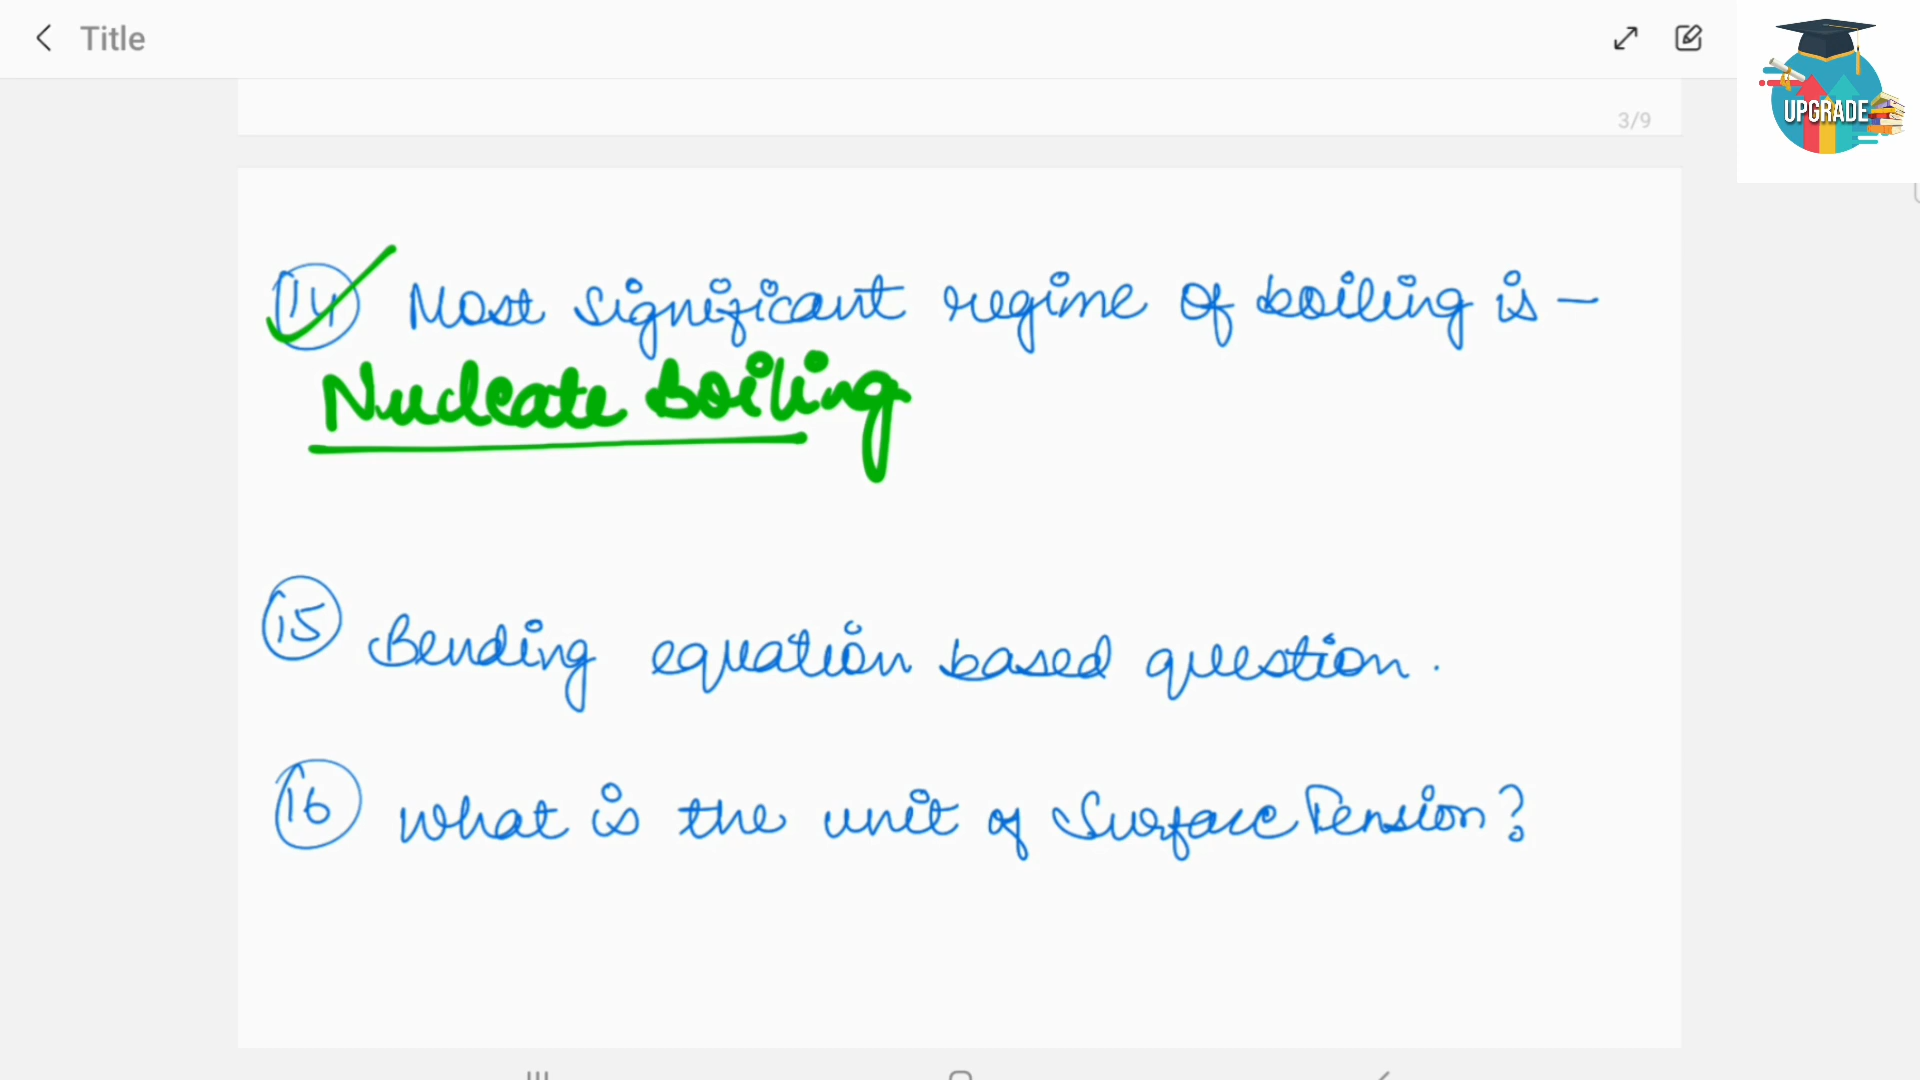 Title
UPGRADE
3/9
14 Most significant regime of boiling is –
Nucleate boiling
15 Bending equation based question.
16 What is the unit of Surface Tension?